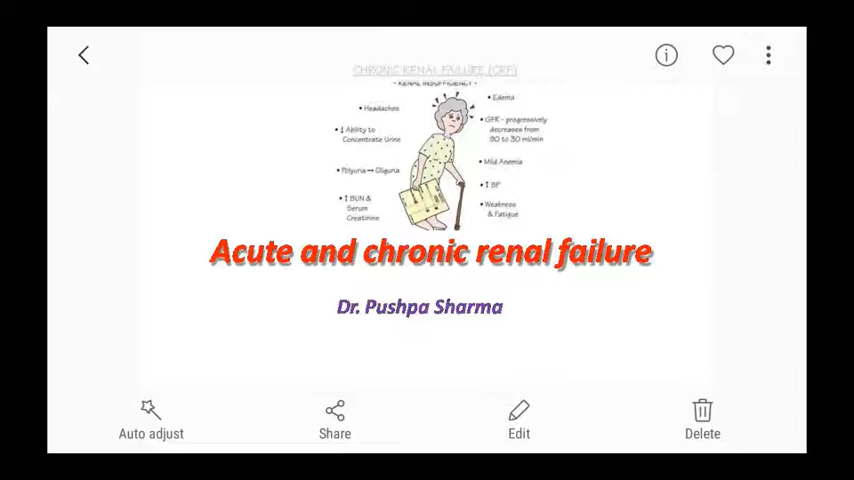 CHRONIC RENAL FAILURE (CRF)
- RENAL INSUFFICIENCY -
• Headaches
• ↓ Ability to
Concentrate Urine
• Polyuria → Oliguria
• ↑ BUN &
Serum
Creatinine
• Edema
• GFR - progressively
decreases from
90 to 30 ml/min
• Mild Anemia
• ↑ BP
• Weakness
& Fatigue
Acute and chronic renal failure
Dr. Pushpa Sharma
Auto adjust
Share
Edit
Delete